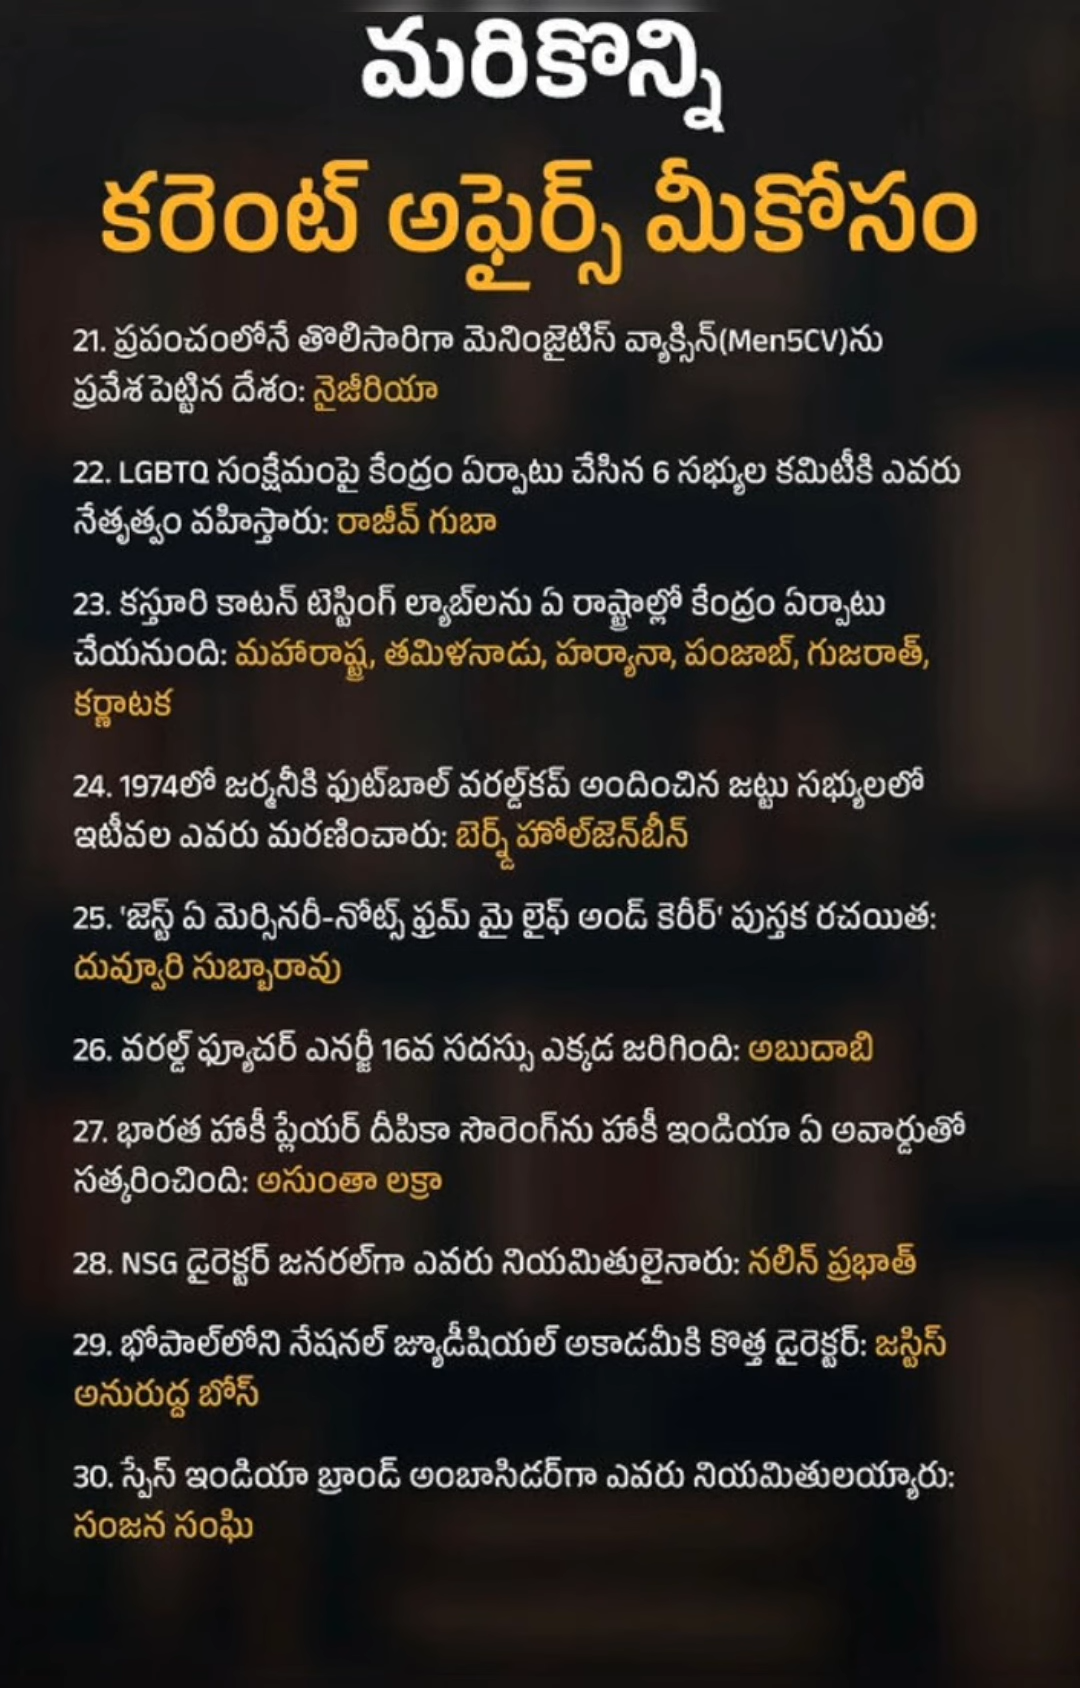 మరికొన్ని
కరెంట్ అఫైర్స్ మీకోసం
21. ప్రపంచంలోనే తొలిసారిగా మెనింజైటిస్ వ్యాక్సిన్(Men5CV)ను
ప్రవేశపెట్టిన దేశం: నైజీరియా
22. LGBTQ సంక్షేమంపై కేంద్రం ఏర్పాటు చేసిన 6 సభ్యుల కమిటీకి ఎవరు
నేతృత్వం వహిస్తారు: రాజీవ్ గుబా
23. కస్తూరి కాటన్ టెస్టింగ్ ల్యాబ్‌లను ఏ రాష్ట్రాల్లో కేంద్రం ఏర్పాటు
చేయనుంది: మహారాష్ట్ర, తమిళనాడు, హర్యానా, పంజాబ్, గుజరాత్,
కర్ణాటక
24. 1974లో జర్మనీకి ఫుట్‌బాల్ వరల్డ్‌కప్ అందించిన జట్టు సభ్యులలో
ఇటీవల ఎవరు మరణించారు: బెర్న్డ్ హోల్‌జెన్‌బీన్
25. 'జెస్ట్ ఏ మెర్సినరీ-నోట్స్ ఫ్రమ్ మై లైఫ్ అండ్ కెరీర్' పుస్తక రచయిత:
దువ్వూరి సుబ్బారావు
26. వరల్డ్ ఫ్యూచర్ ఎనర్జీ 16వ సదస్సు ఎక్కడ జరిగింది: అబుదాబి
27. భారత హాకీ ప్లేయర్ దీపికా సొరెంగ్‌ను హాకీ ఇండియా ఏ అవార్డుతో
సత్కరించింది: అసుంతా లక్రా
28. NSG డైరెక్టర్ జనరల్‌గా ఎవరు నియమితులైనారు: నలిన్ ప్రభాత్
29. భోపాల్‌లోని నేషనల్ జ్యూడీషియల్ అకాడమీకి కొత్త డైరెక్టర్: జస్టిస్
అనురుద్ద బోస్
30. స్పేస్ ఇండియా బ్రాండ్ అంబాసిడర్‌గా ఎవరు నియమితులయ్యారు:
సంజన సంఘి